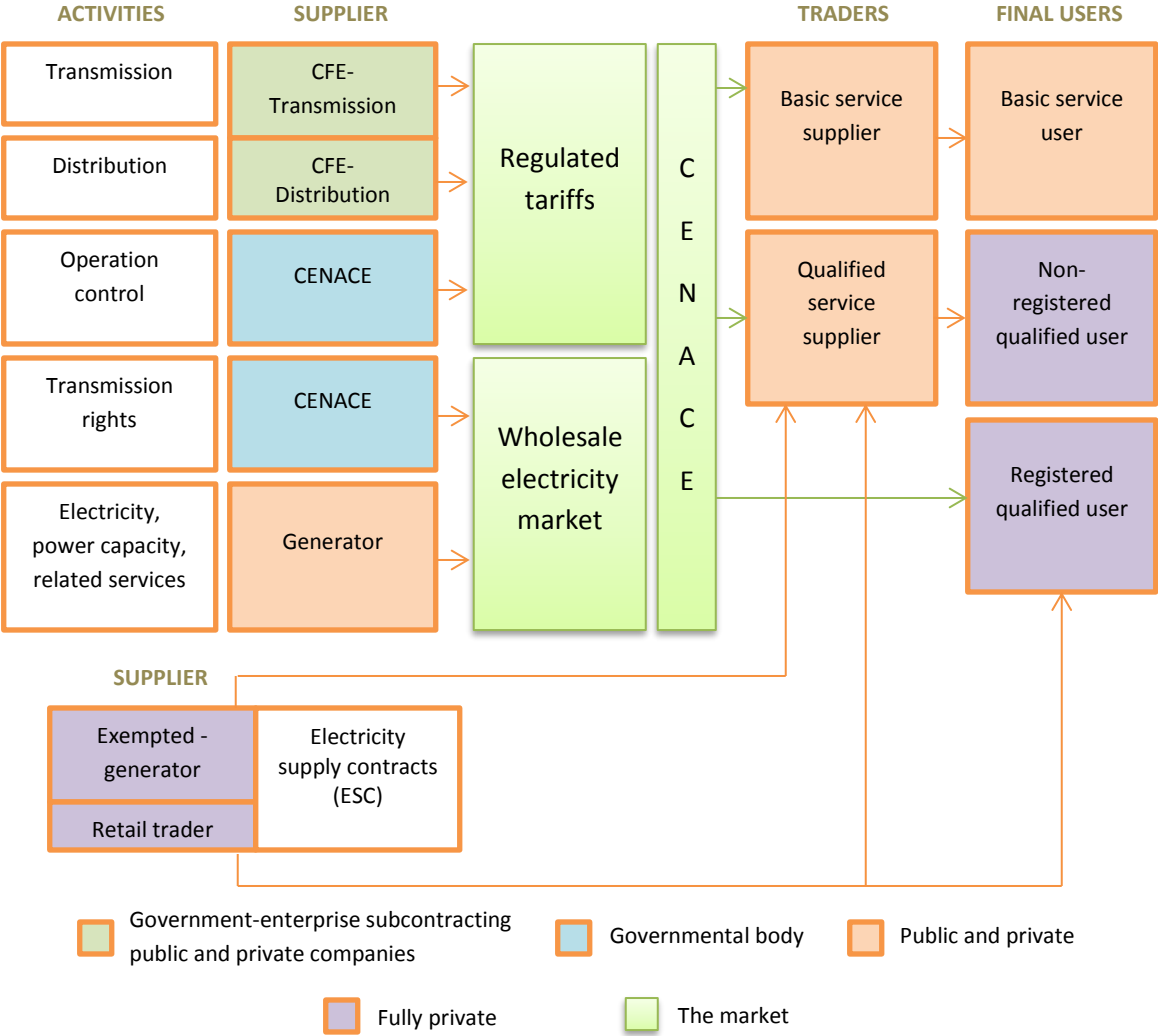 ACTIVITIES
SUPPLIER
TRADERS
FINAL USERS
Transmission
CFE-
Transmission
Distribution
CFE-
Distribution
Operation
control
CENACE
Transmission
rights
CENACE
Electricity,
power capacity,
related services
Generator
Regulated
tariffs
Wholesale
electricity
market
C
E
N
A
C
E
Basic service
supplier
Basic service
user
Qualified
service
supplier
Non-
registered
qualified user
Registered
qualified user
SUPPLIER
Exempted -
generator
Retail trader
Electricity
supply contracts
(ESC)
Government-enterprise subcontracting
public and private companies
Governmental body
Public and private
Fully private
The market